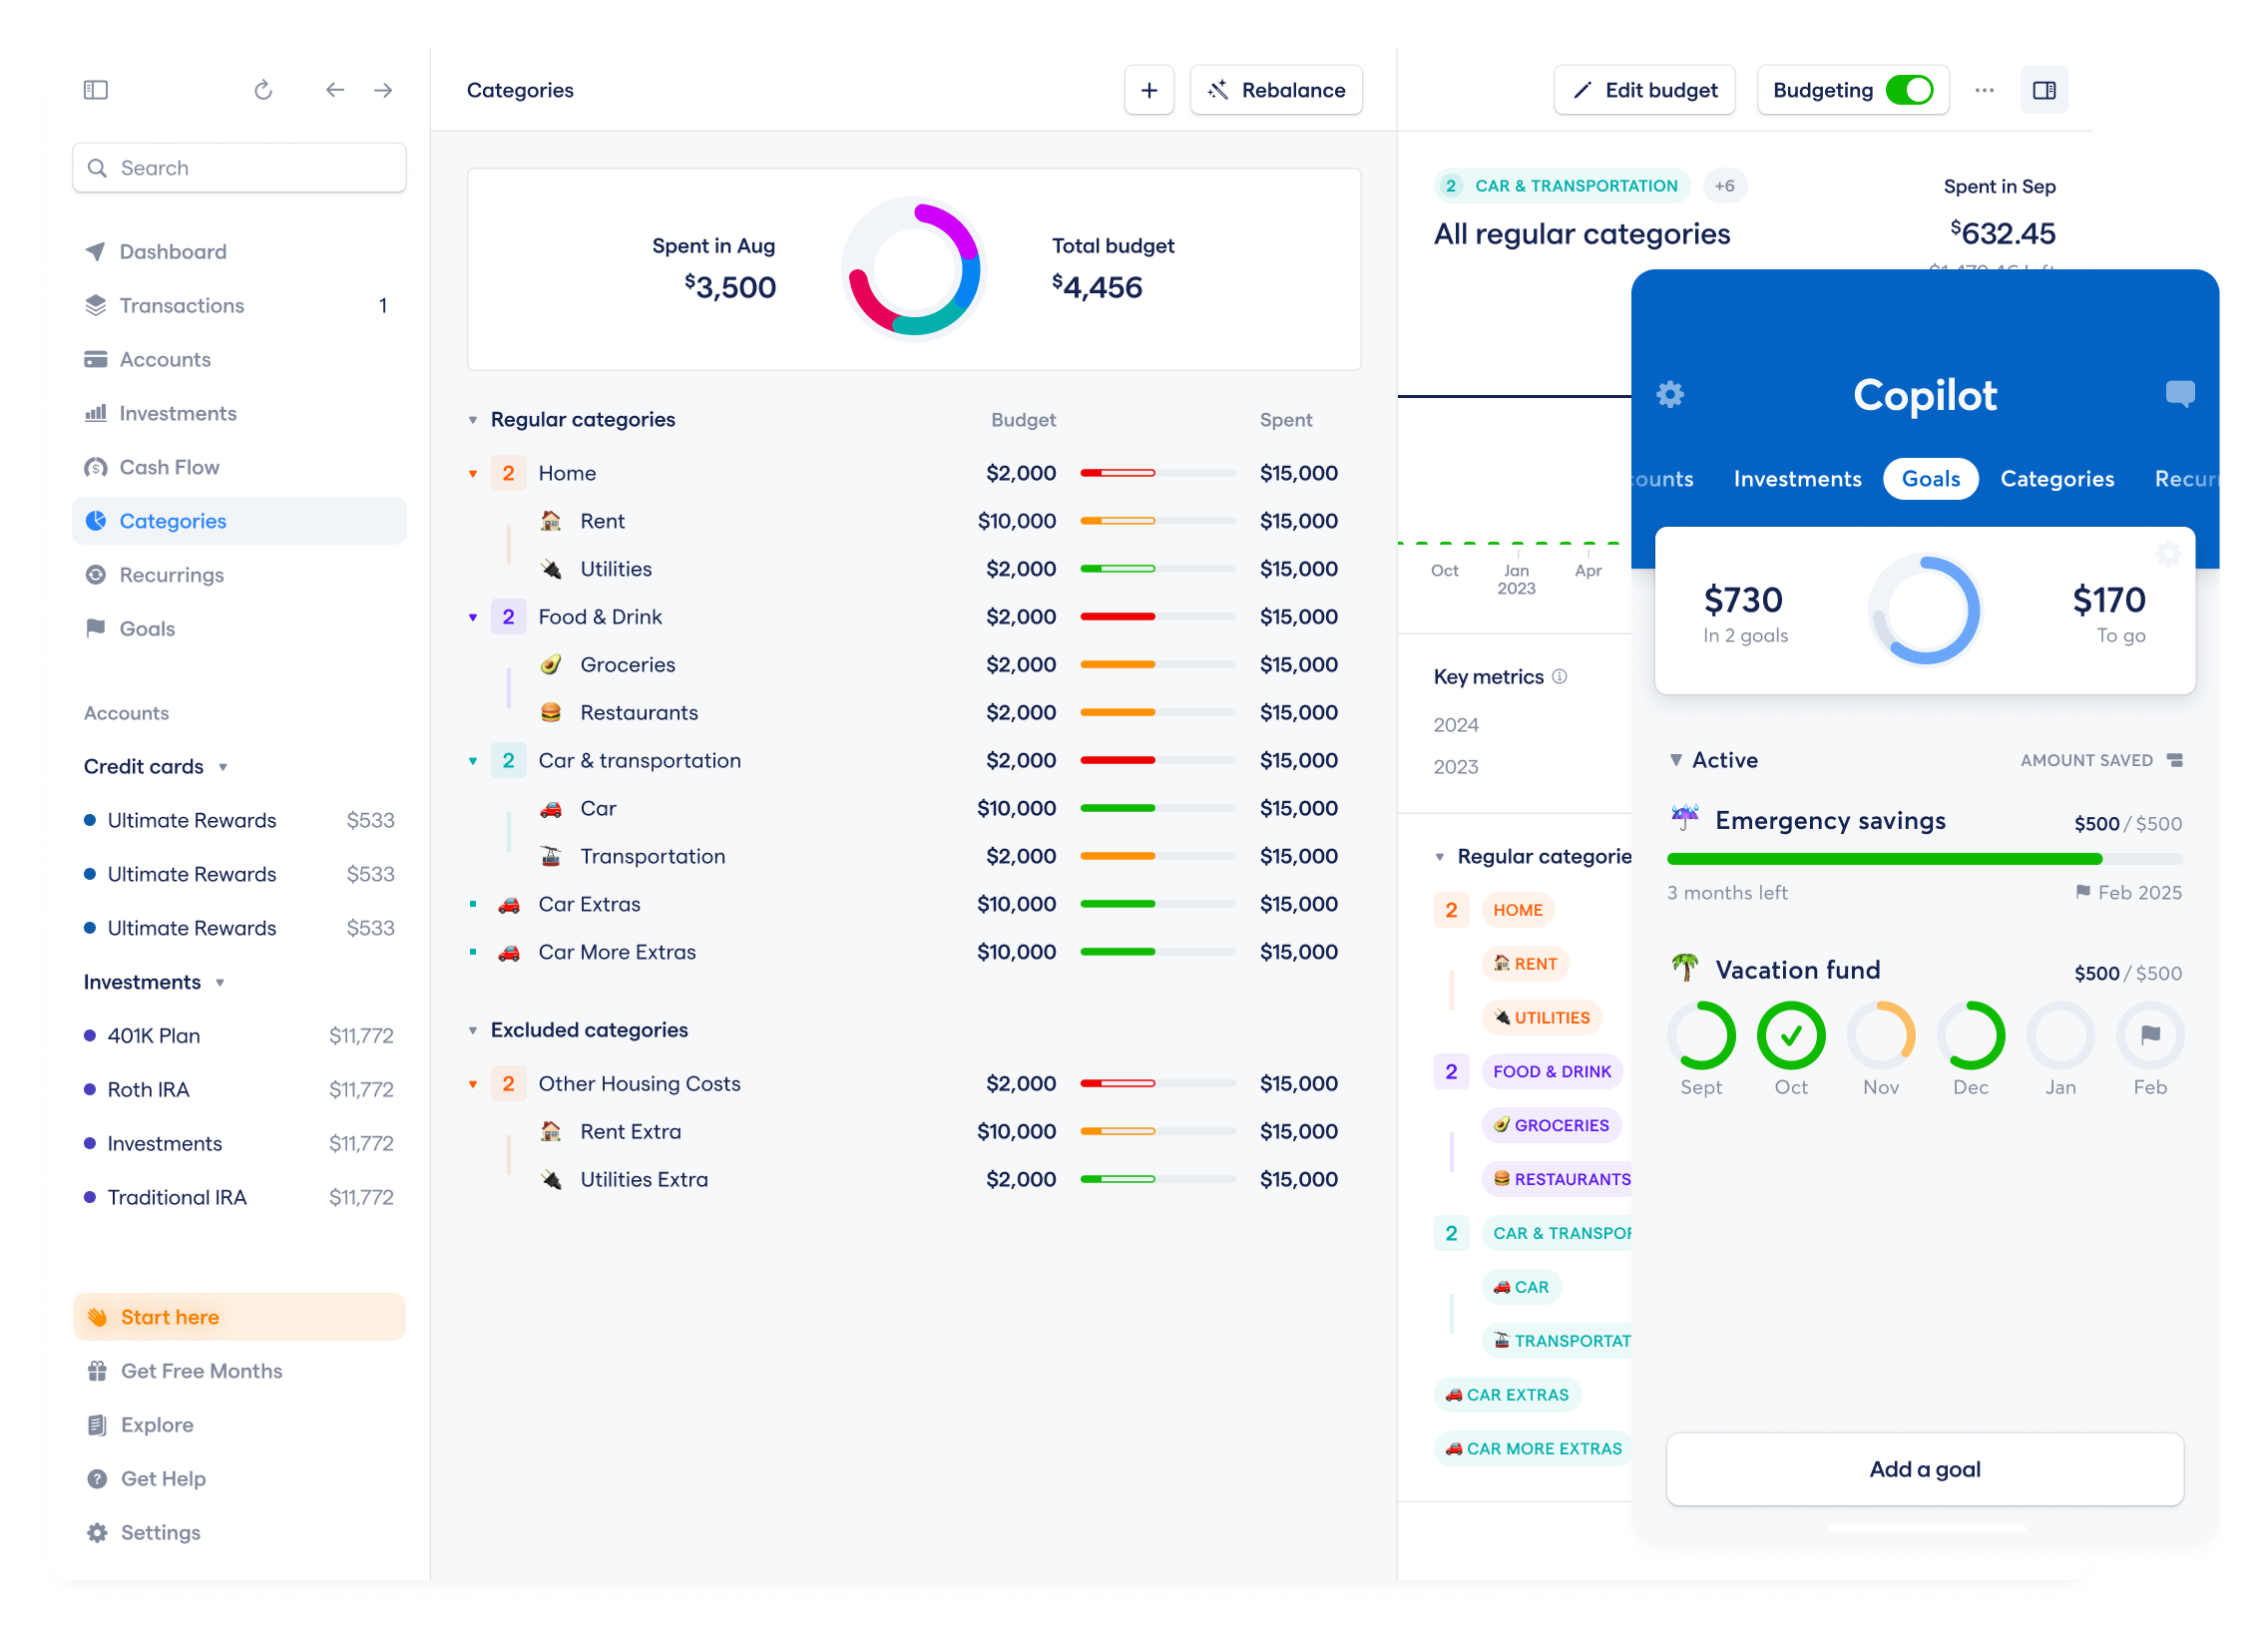 Search
Dashboard
Transactions 1
Accounts
Investments
Cash Flow
Categories
Recurrings
Goals
Accounts
Credit cards
Ultimate Rewards $533
Ultimate Rewards $533
Ultimate Rewards $533
Investments
401K Plan $11,772
Roth IRA $11,772
Investments $11,772
Traditional IRA $11,772
Start here
Get Free Months
Explore
Get Help
Settings
Categories
Rebalance
Spent in Aug
$3,500
Total budget
$4,456
Regular categories Budget Spent
2 Home $2,000 $15,000
Rent $10,000 $15,000
Utilities $2,000 $15,000
2 Food & Drink $2,000 $15,000
Groceries $2,000 $15,000
Restaurants $2,000 $15,000
2 Car & transportation $2,000 $15,000
Car $10,000 $15,000
Transportation $2,000 $15,000
Car Extras $10,000 $15,000
Car More Extras $10,000 $15,000
Excluded categories
2 Other Housing Costs $2,000 $15,000
Rent Extra $10,000 $15,000
Utilities Extra $2,000 $15,000
Edit budget
Budgeting
2 CAR & TRANSPORTATION +6
All regular categories
Spent in Sep
$632.45
Oct Jan Apr
2023
Key metrics
2024
2023
Regular categorie
2 HOME
RENT
UTILITIES
2 FOOD & DRINK
GROCERIES
RESTAURANTS
2 CAR & TRANSPOR
CAR
TRANSPORTAT
CAR EXTRAS
CAR MORE EXTRAS
Copilot
counts Investments Goals Categories Recurr
$730
In 2 goals
$170
To go
Active AMOUNT SAVED
Emergency savings $500 / $500
3 months left Feb 2025
Vacation fund $500 / $500
Sept Oct Nov Dec Jan Feb
Add a goal